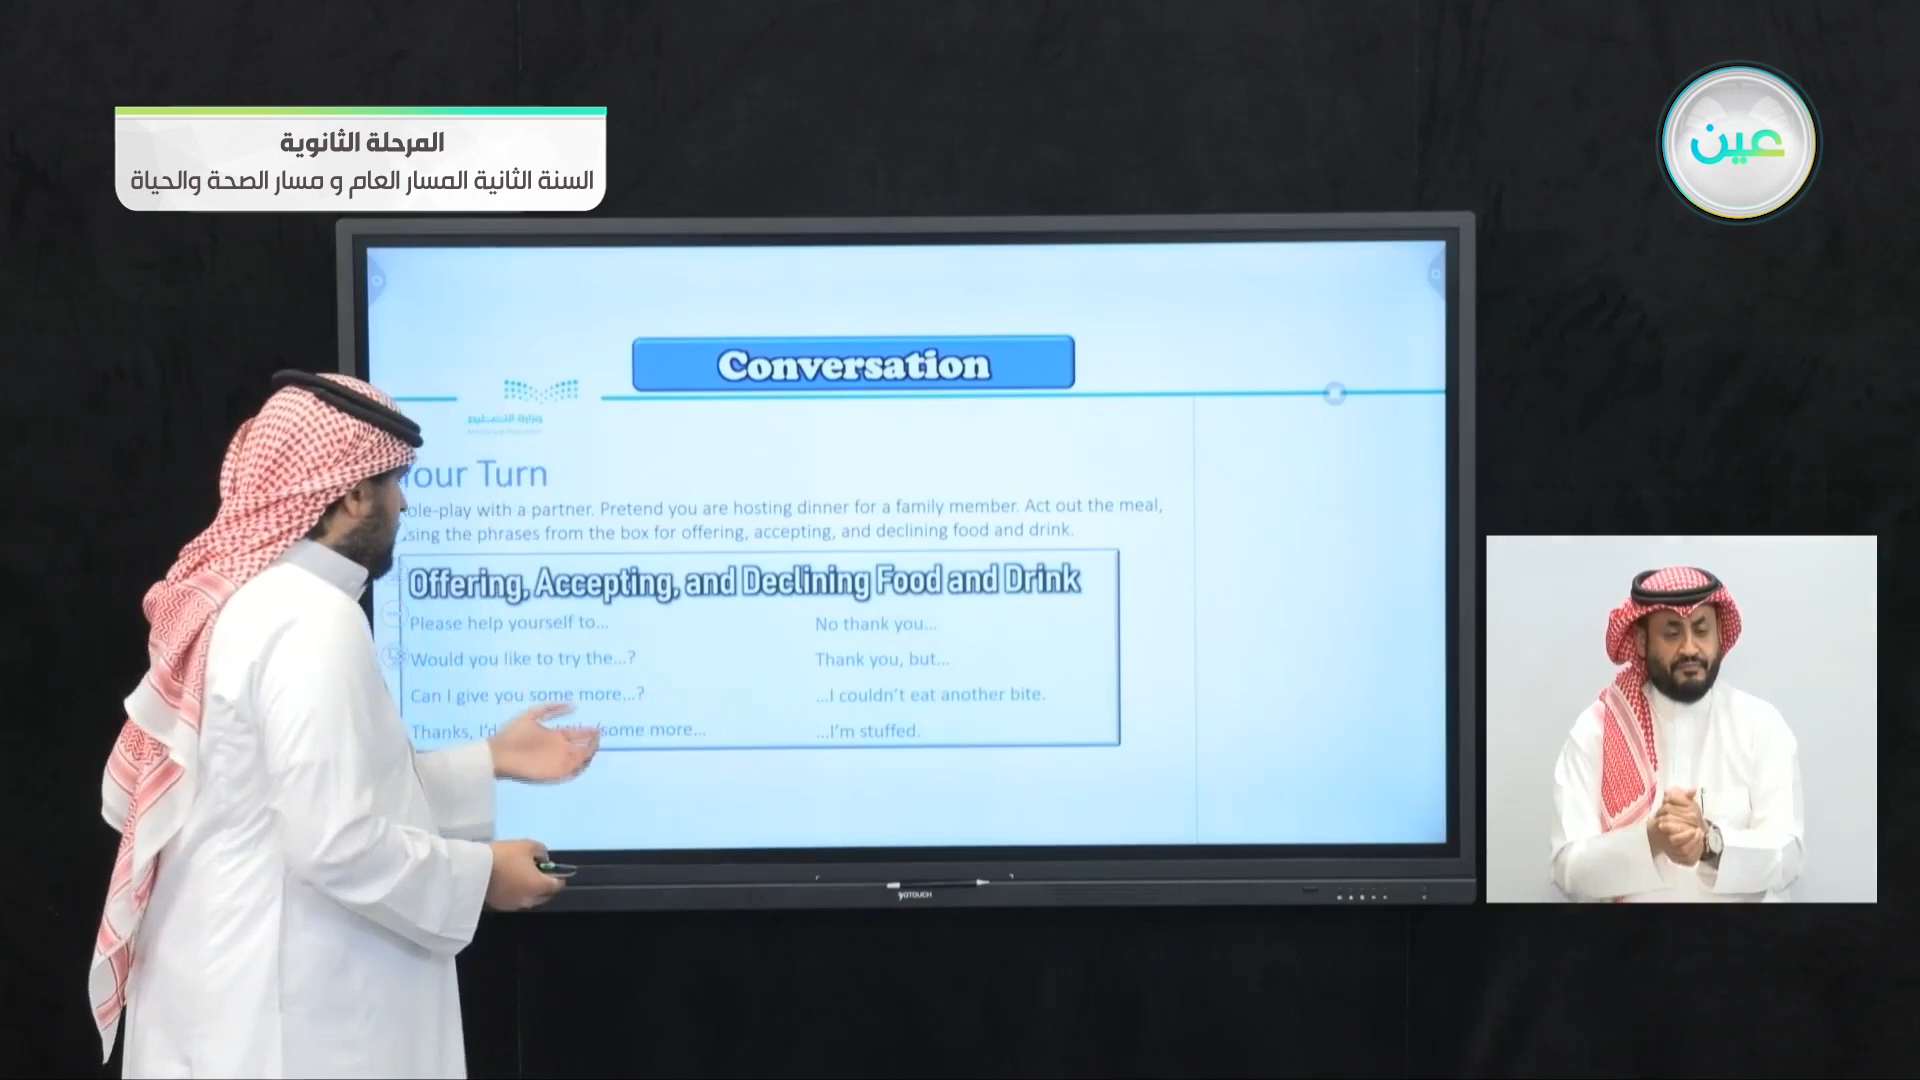 المرحلة الثانوية
السنة الثانية المسار العام و مسار الصحة والحياة
عين
Conversation
وزارة التعليم
our Turn
ole-play with a partner. Pretend you are hosting dinner for a family member. Act out the meal,
sing the phrases from the box for offering, accepting, and declining food and drink.
Offering, Accepting, and Declining Food and Drink
Please help yourself to...
No thank you...
Would you like to try the...?
Thank you, but...
Can I give you some more...?
...I couldn't eat another bite.
Thanks, I'd /some more...
...I'm stuffed.
YOTOUCH